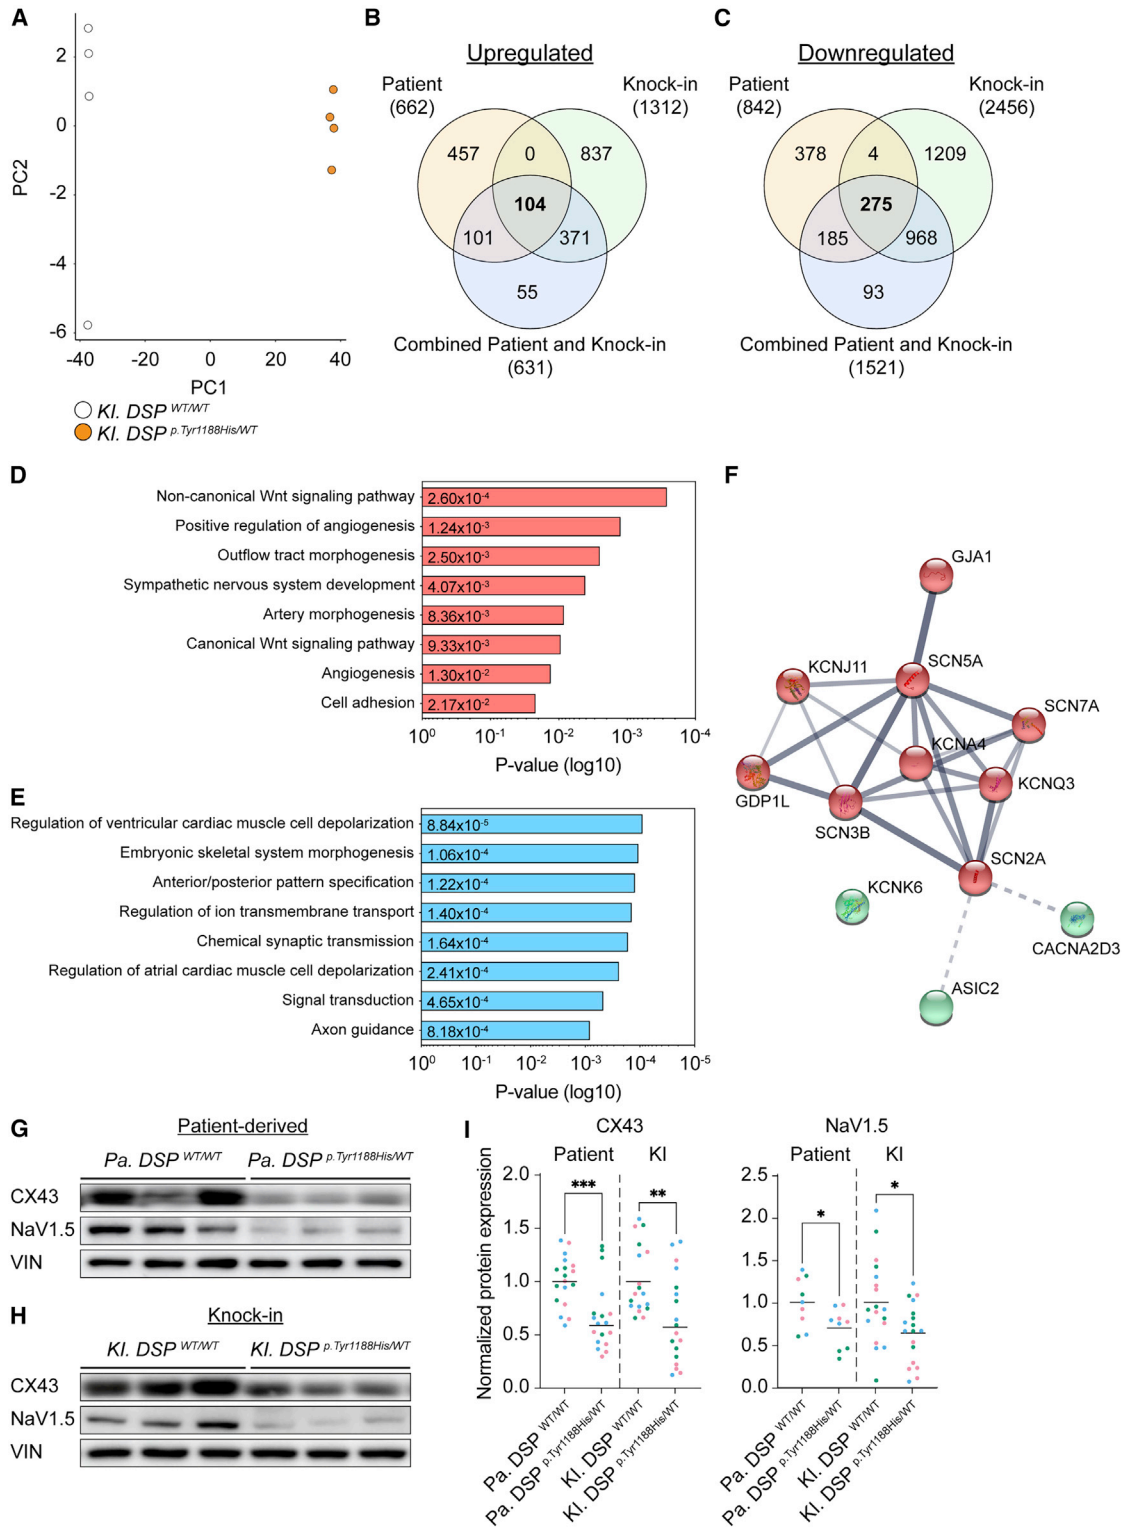 A
PC2
2
0
-2
-4
-6
-40 -20 0 20 40
PC1
KI. DSP WT/WT
KI. DSP p.Tyr1188His/WT
B
Upregulated
Patient
(662)
Knock-in
(1312)
457 0 837
104
101 371
55
Combined Patient and Knock-in
(631)
C
Downregulated
Patient
(842)
Knock-in
(2456)
378 4 1209
275
185 968
93
Combined Patient and Knock-in
(1521)
D
Non-canonical Wnt signaling pathway 2.60x10-4
Positive regulation of angiogenesis 1.24x10-3
Outflow tract morphogenesis 2.50x10-3
Sympathetic nervous system development 4.07x10-3
Artery morphogenesis 8.36x10-3
Canonical Wnt signaling pathway 9.33x10-3
Angiogenesis 1.30x10-2
Cell adhesion 2.17x10-2
100 10-1 10-2 10-3 10-4
P-value (log10)
E
Regulation of ventricular cardiac muscle cell depolarization 8.84x10-5
Embryonic skeletal system morphogenesis 1.06x10-4
Anterior/posterior pattern specification 1.22x10-4
Regulation of ion transmembrane transport 1.40x10-4
Chemical synaptic transmission 1.64x10-4
Regulation of atrial cardiac muscle cell depolarization 2.41x10-4
Signal transduction 4.65x10-4
Axon guidance 8.18x10-4
100 10-1 10-2 10-3 10-4 10-5
P-value (log10)
F
GJA1
KCNJ11
SCN5A
SCN7A
KCNA4
GDP1L
KCNQ3
SCN3B
SCN2A
KCNK6
CACNA2D3
ASIC2
G
Patient-derived
Pa. DSP WT/WT Pa. DSP p.Tyr1188His/WT
CX43
NaV1.5
VIN
H
Knock-in
KI. DSP WT/WT KI. DSP p.Tyr1188His/WT
CX43
NaV1.5
VIN
I
CX43
Patient KI
Normalized protein expression
2.0
1.5
1.0
0.5
0.0
*** **
Pa. DSP WT/WT
Pa. DSP p.Tyr1188His/WT
KI. DSP WT/WT
KI. DSP p.Tyr1188His/WT
NaV1.5
Patient KI
2.5
2.0
1.5
1.0
0.5
0.0
* *
Pa. DSP WT/WT
Pa. DSP p.Tyr1188His/WT
KI. DSP WT/WT
KI. DSP p.Tyr1188His/WT